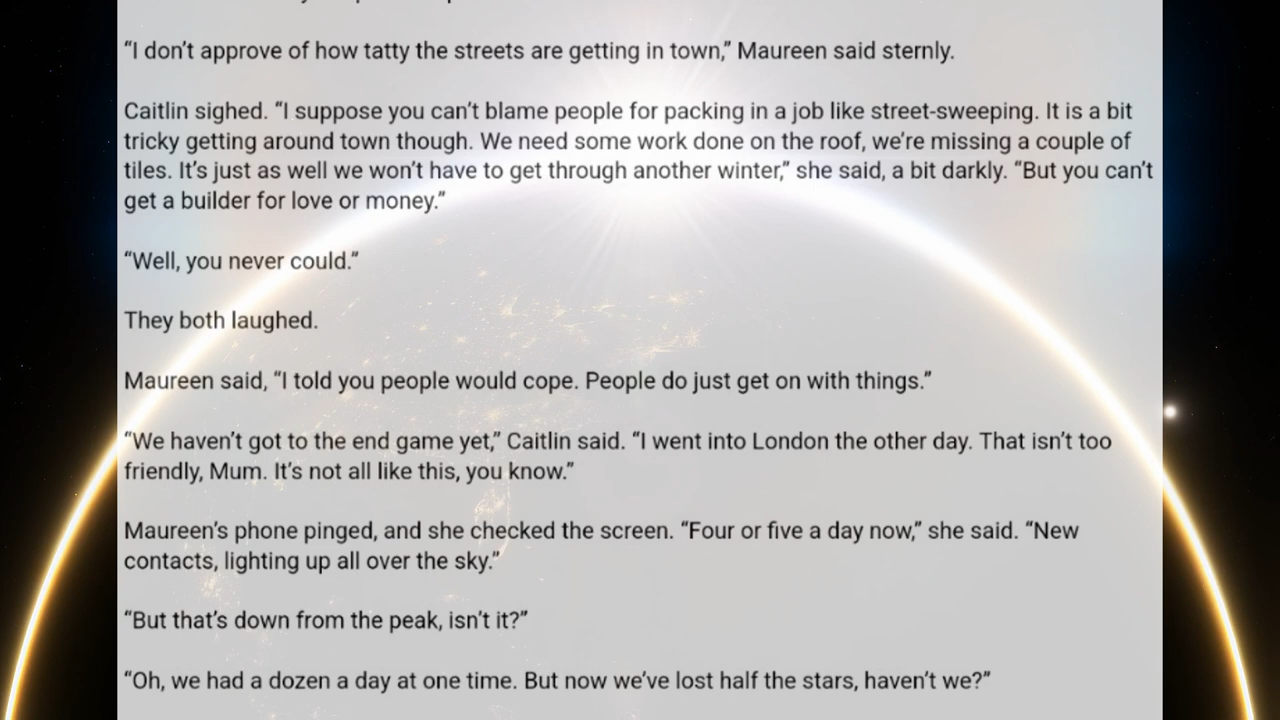 “I don’t approve of how tatty the streets are getting in town,” Maureen said sternly.
Caitlin sighed. “I suppose you can’t blame people for packing in a job like street-sweeping. It is a bit
tricky getting around town though. We need some work done on the roof, we’re missing a couple of
tiles. It’s just as well we won’t have to get through another winter,” she said, a bit darkly. “But you can’t
get a builder for love or money.”
“Well, you never could.”
They both laughed.
Maureen said, “I told you people would cope. People do just get on with things.”
“We haven’t got to the end game yet,” Caitlin said. “I went into London the other day. That isn’t too
friendly, Mum. It’s not all like this, you know.”
Maureen’s phone pinged, and she checked the screen. “Four or five a day now,” she said. “New
contacts, lighting up all over the sky.”
“But that’s down from the peak, isn’t it?”
“Oh, we had a dozen a day at one time. But now we’ve lost half the stars, haven’t we?”